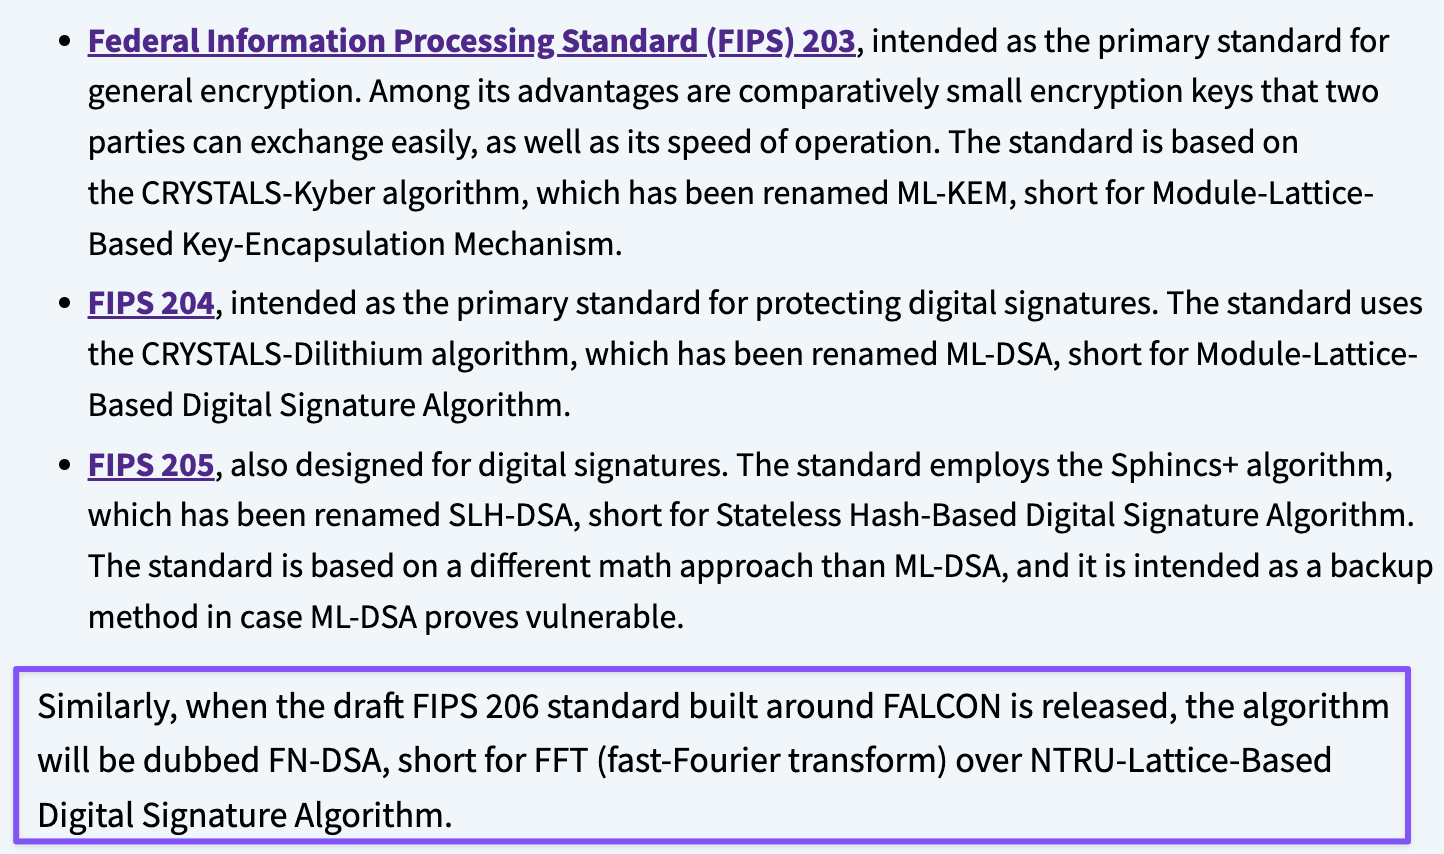 Federal Information Processing Standard (FIPS) 203, intended as the primary standard for
general encryption. Among its advantages are comparatively small encryption keys that two
parties can exchange easily, as well as its speed of operation. The standard is based on
the CRYSTALS-Kyber algorithm, which has been renamed ML-KEM, short for Module-Lattice-
Based Key-Encapsulation Mechanism.
FIPS 204, intended as the primary standard for protecting digital signatures. The standard uses
the CRYSTALS-Dilithium algorithm, which has been renamed ML-DSA, short for Module-Lattice-
Based Digital Signature Algorithm.
FIPS 205, also designed for digital signatures. The standard employs the Sphincs+ algorithm,
which has been renamed SLH-DSA, short for Stateless Hash-Based Digital Signature Algorithm.
The standard is based on a different math approach than ML-DSA, and it is intended as a backup
method in case ML-DSA proves vulnerable.
Similarly, when the draft FIPS 206 standard built around FALCON is released, the algorithm
will be dubbed FN-DSA, short for FFT (fast-Fourier transform) over NTRU-Lattice-Based
Digital Signature Algorithm.